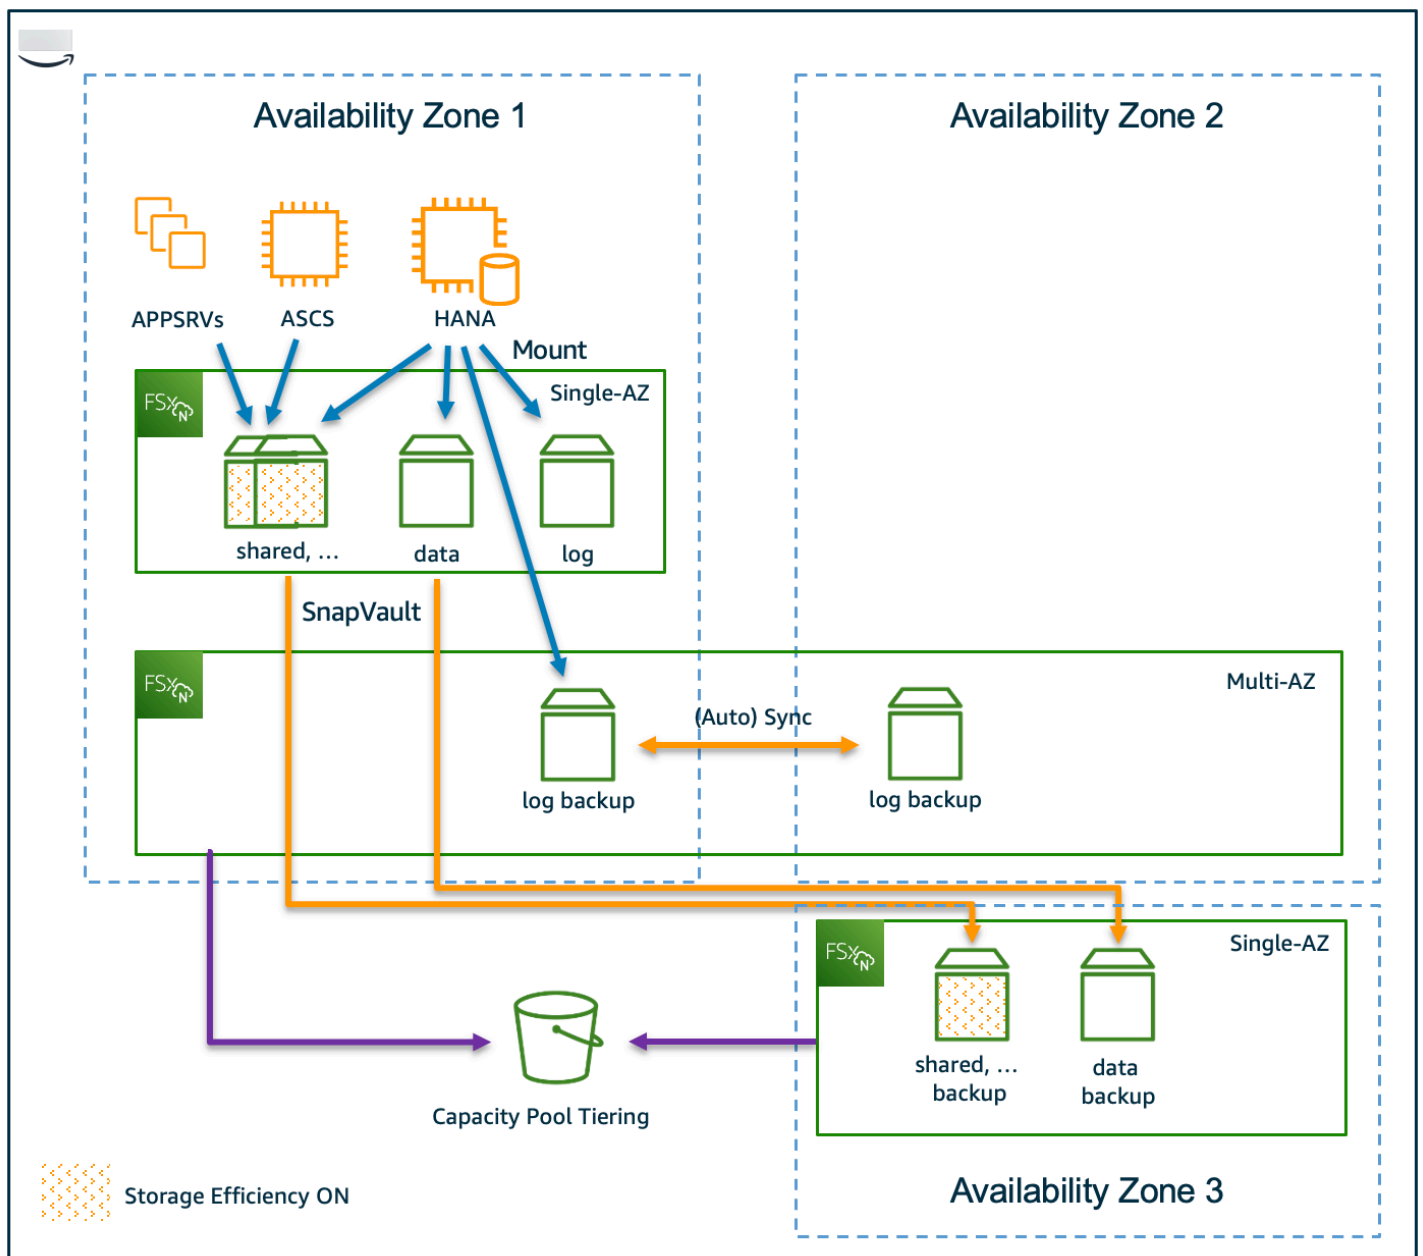 Availability Zone 1
Availability Zone 2
APPSRVs
ASCS
HANA
Mount
FSx
N
Single-AZ
shared, ...
data
log
SnapVault
FSx
N
Multi-AZ
(Auto) Sync
log backup
log backup
FSx
N
Single-AZ
shared, ...
backup
data
backup
Capacity Pool Tiering
Availability Zone 3
Storage Efficiency ON